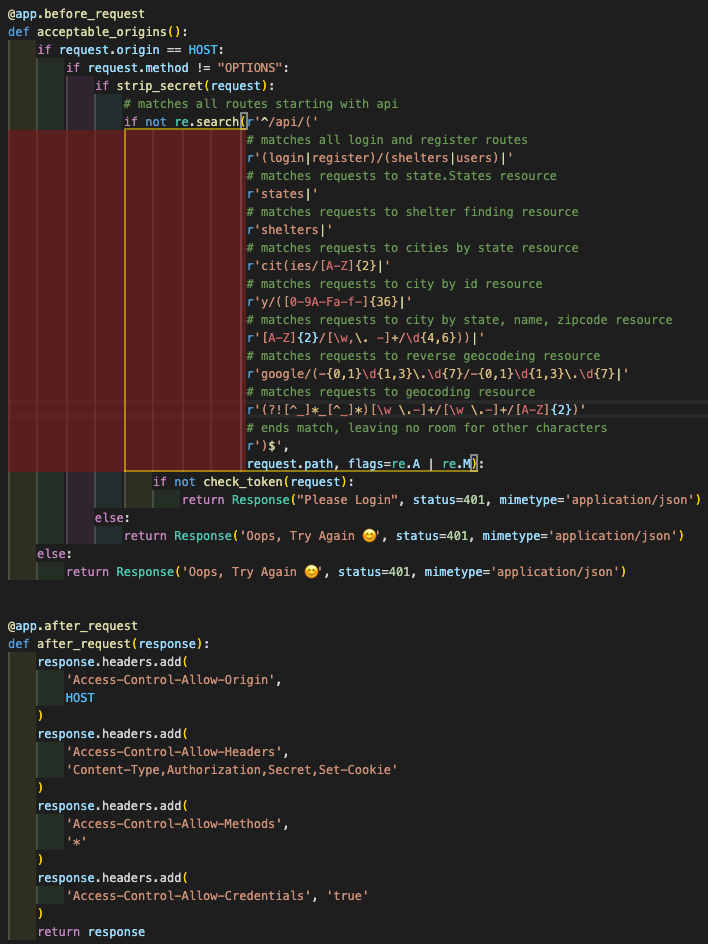 @app.before_request
def acceptable_origins():
    if request.origin == HOST:
        if request.method != "OPTIONS":
            if strip_secret(request):
                # matches all routes starting with api
                if not re.search(r'^/api/('
                                 # matches all login and register routes
                                 r'(login|register)/(shelters|users)|'
                                 # matches requests to state.States resource
                                 r'states|'
                                 # matches requests to shelter finding resource
                                 r'shelters|'
                                 # matches requests to cities by state resource
                                 r'cit(ies/[A-Z]{2}|'
                                 # matches requests to city by id resource
                                 r'y/([0-9A-Fa-f-]{36}|'
                                 # matches requests to city by state, name, zipcode resource
                                 r'[A-Z]{2}/[\w,\. -]+/\d{4,6}))|'
                                 # matches requests to reverse geocodeing resource
                                 r'google/(-{0,1}\d{1,3}\.\d{7}/-{0,1}\d{1,3}\.\d{7}|'
                                 # matches requests to geocoding resource
                                 r'(?![^_]*_[^_]*)[\w \.-]+/[\w \.-]+/[A-Z]{2})'
                                 # ends match, leaving no room for other characters
                                 r')$',
                                 request.path, flags=re.A | re.M):
                    if not check_token(request):
                        return Response("Please Login", status=401, mimetype='application/json')
            else:
                return Response('Oops, Try Again 😊', status=401, mimetype='application/json')
    else:
        return Response('Oops, Try Again 😊', status=401, mimetype='application/json')
@app.after_request
def after_request(response):
    response.headers.add(
        'Access-Control-Allow-Origin',
        HOST
    )
    response.headers.add(
        'Access-Control-Allow-Headers',
        'Content-Type,Authorization,Secret,Set-Cookie'
    )
    response.headers.add(
        'Access-Control-Allow-Methods',
        '*'
    )
    response.headers.add(
        'Access-Control-Allow-Credentials', 'true'
    )
    return response